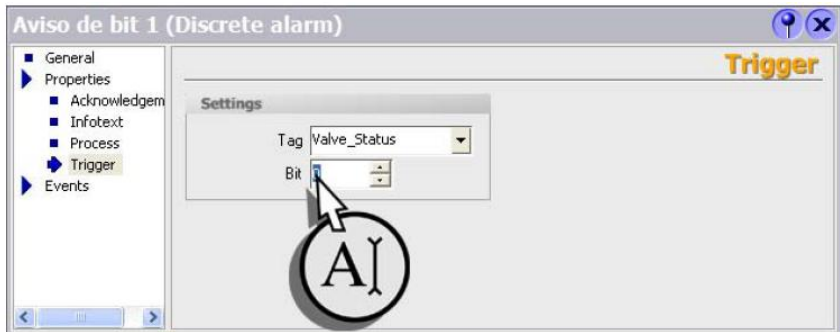 Aviso de bit 1 (Discrete alarm)
General
Properties
Acknowledgem
Infotext
Process
Trigger
Events
Trigger
Settings
Tag Valve_Status
Bit
A